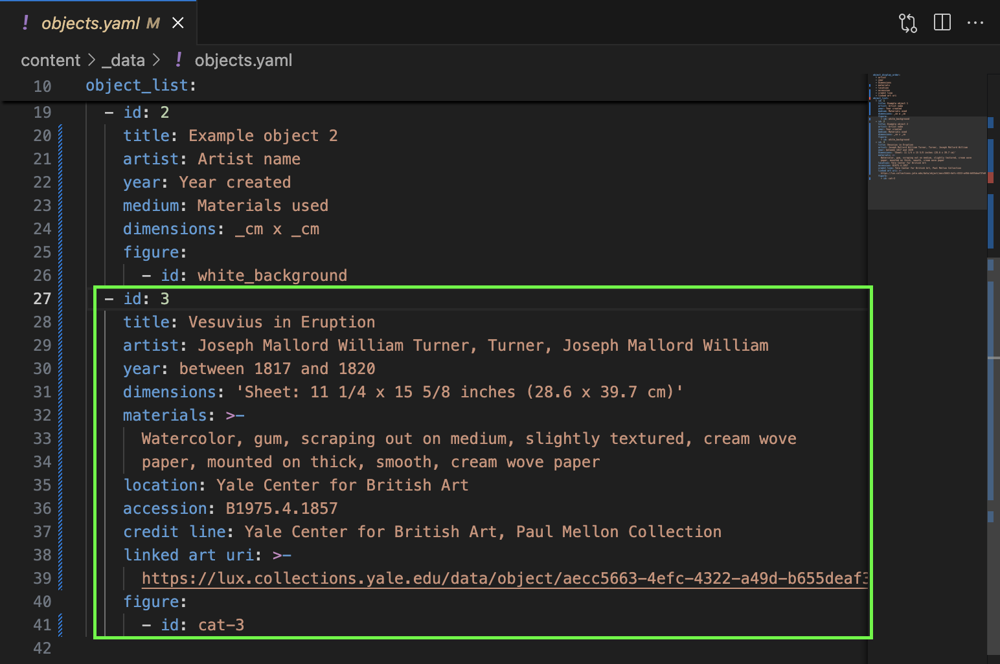 ! objects.yaml M ×
content > _data > ! objects.yaml
10 object_list:
19 - id: 2
20 title: Example object 2
21 artist: Artist name
22 year: Year created
23 medium: Materials used
24 dimensions: _cm x _cm
25 figure:
26 - id: white_background
27 - id: 3
28 title: Vesuvius in Eruption
29 artist: Joseph Mallord William Turner, Turner, Joseph Mallord William
30 year: between 1817 and 1820
31 dimensions: 'Sheet: 11 1/4 x 15 5/8 inches (28.6 x 39.7 cm)'
32 materials: >-
33 Watercolor, gum, scraping out on medium, slightly textured, cream wove
34 paper, mounted on thick, smooth, cream wove paper
35 location: Yale Center for British Art
36 accession: B1975.4.1857
37 credit line: Yale Center for British Art, Paul Mellon Collection
38 linked art uri: >-
39 https://lux.collections.yale.edu/data/object/aecc5663-4efc-4322-a49d-b655deaf3
40 figure:
41 - id: cat-3
42